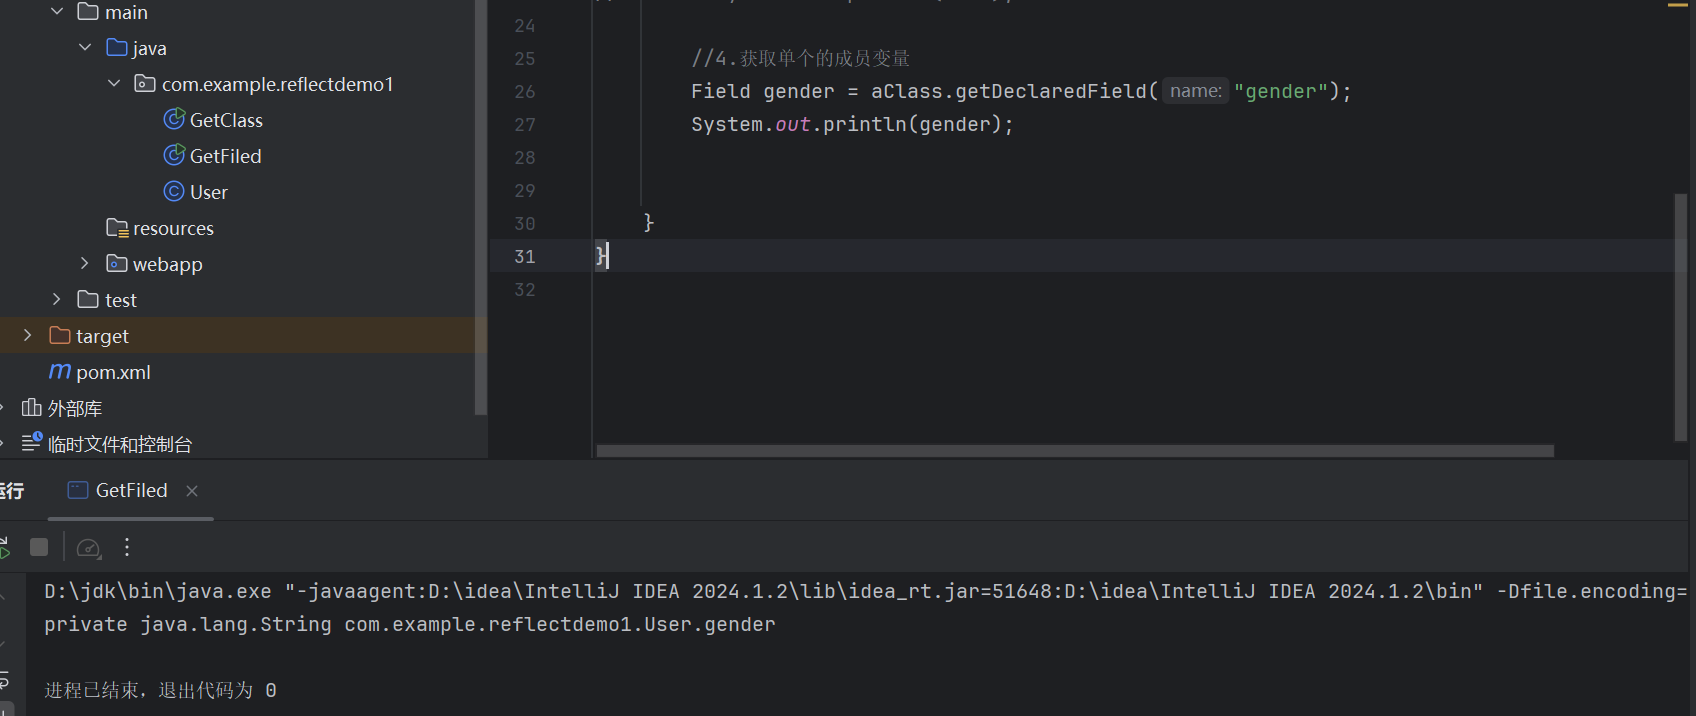 main
java
com.example.reflectdemo1
GetClass
GetFiled
User
resources
webapp
test
target
pom.xml
外部库
临时文件和控制台
24
25 //4.获取单个的成员变量
26 Field gender = aClass.getDeclaredField( name: "gender");
27 System.out.println(gender);
28
29
30 }
31 }
32
运行 GetFiled
D:\jdk\bin\java.exe "-javaagent:D:\idea\IntelliJ IDEA 2024.1.2\lib\idea_rt.jar=51648:D:\idea\IntelliJ IDEA 2024.1.2\bin" -Dfile.encoding=
private java.lang.String com.example.reflectdemo1.User.gender
进程已结束，退出代码为 0